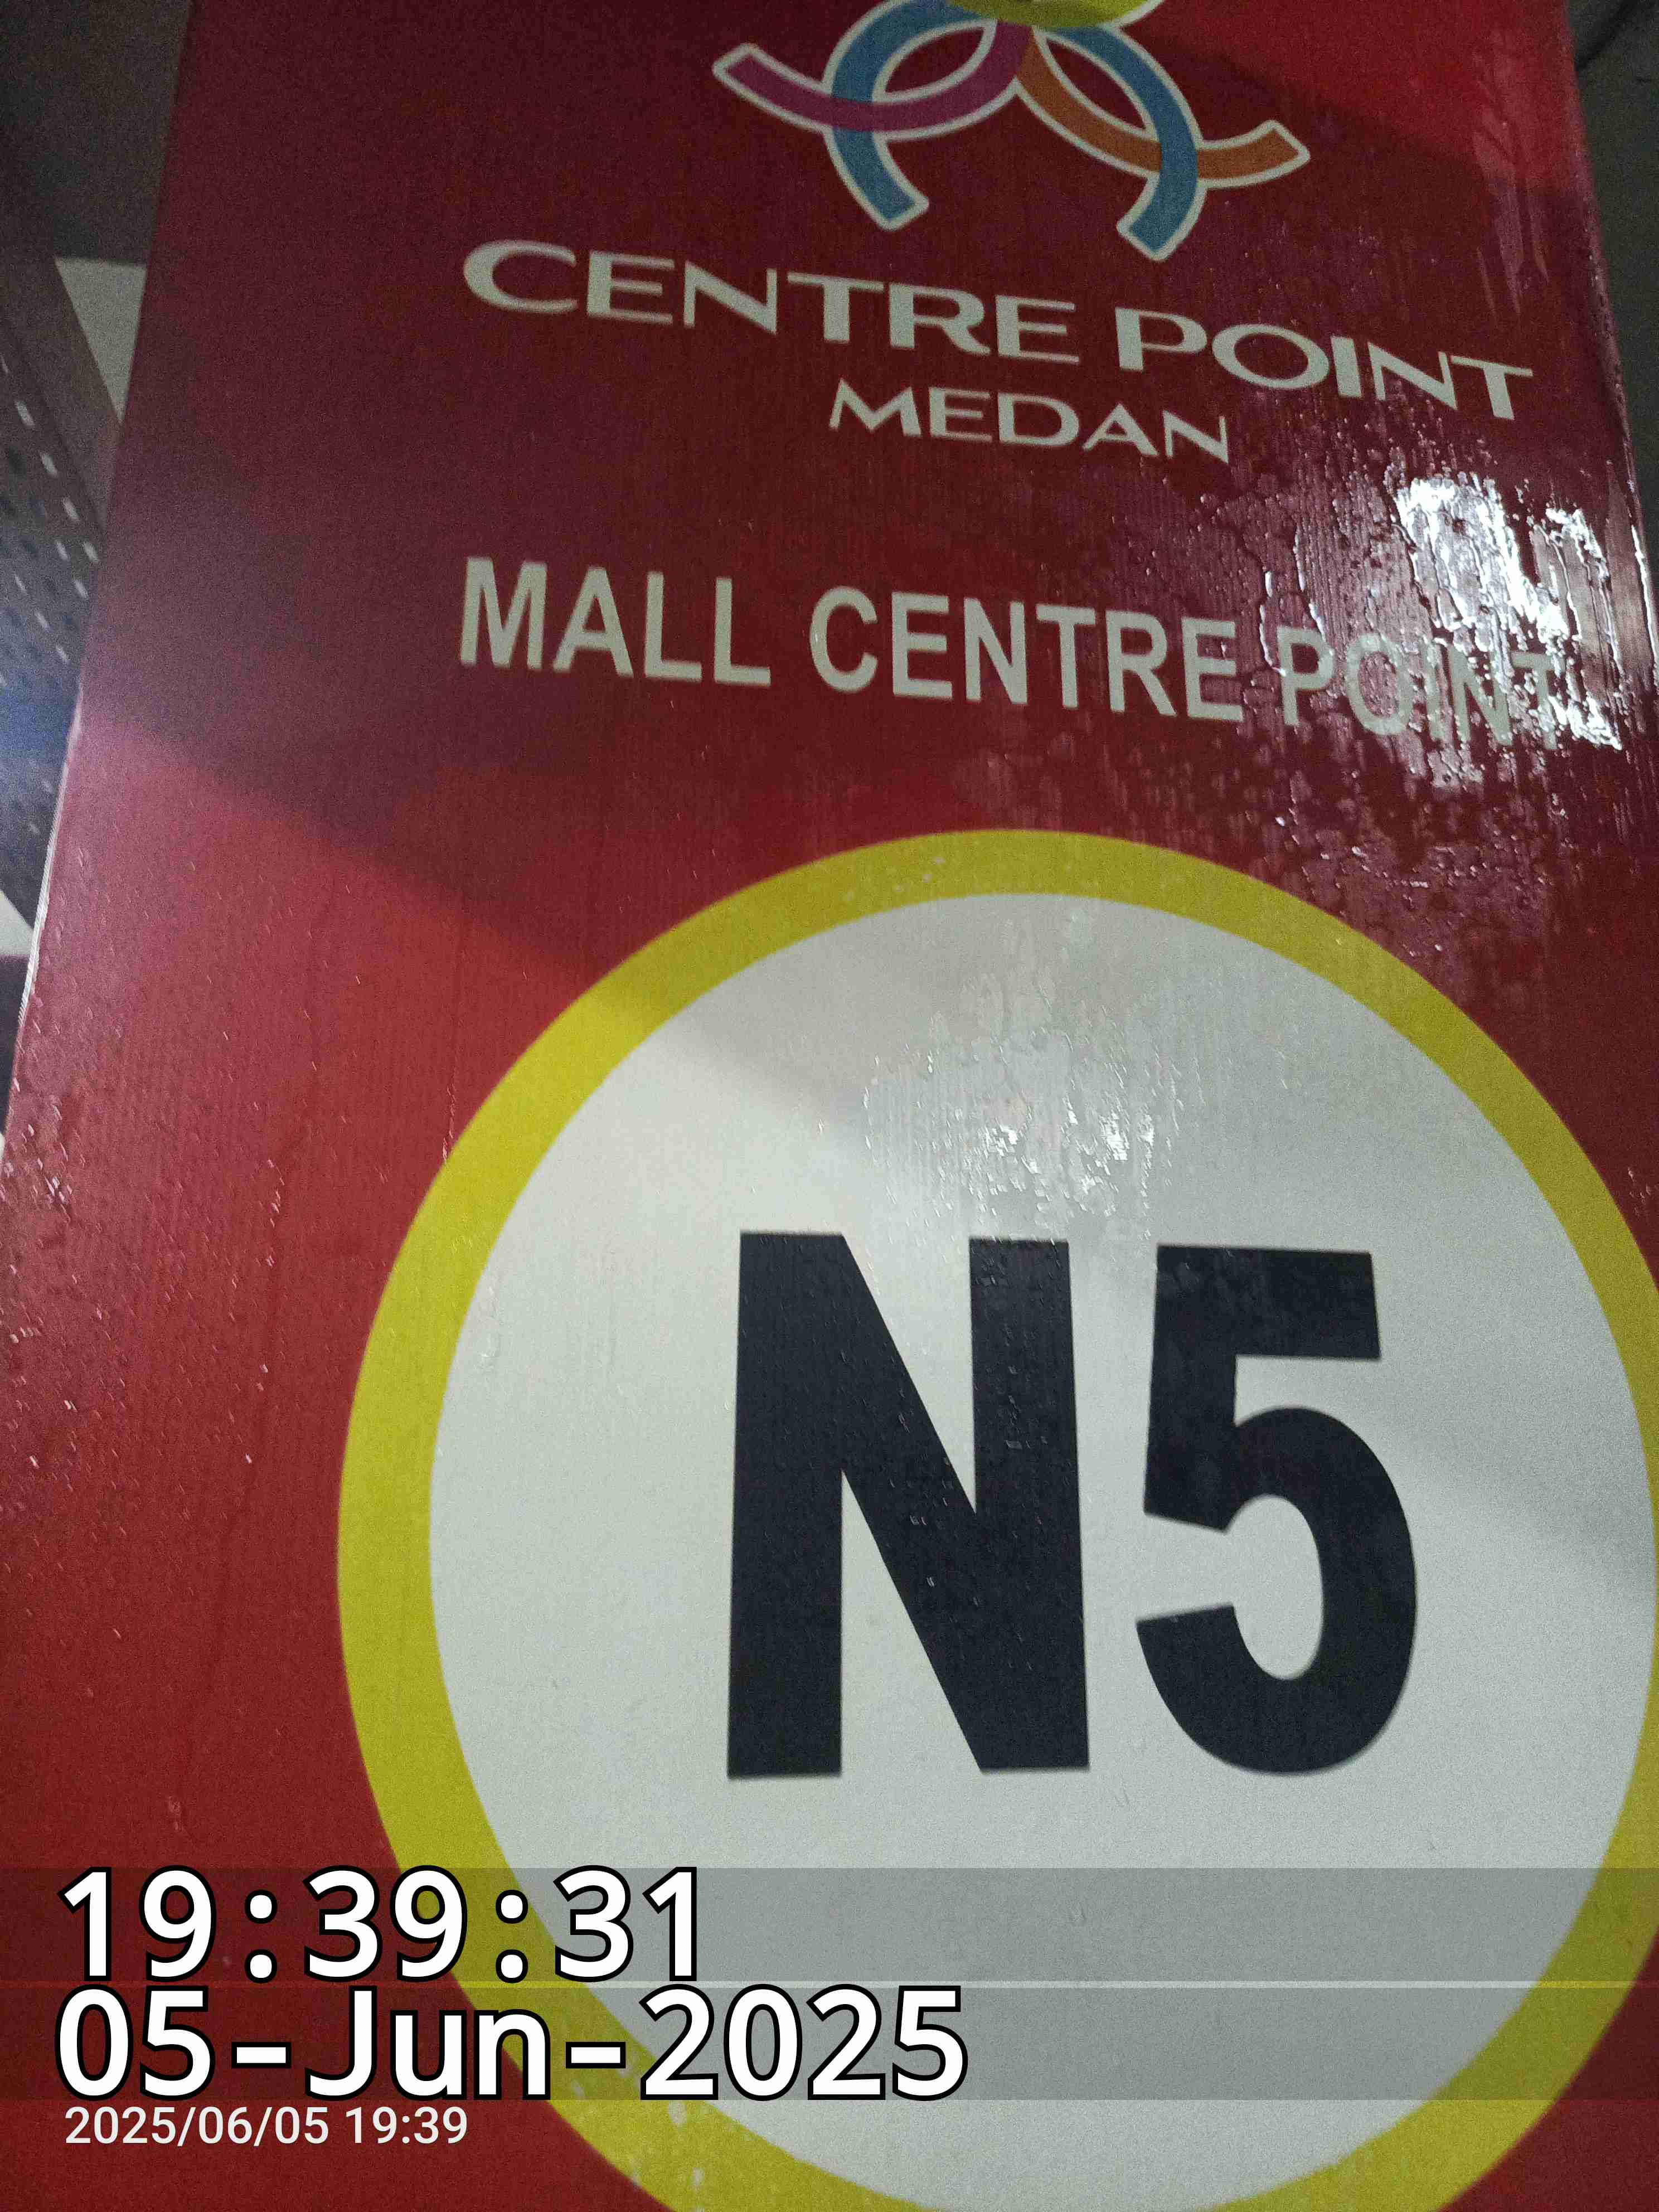 CENTRE POINT
MEDAN
MALL CENTRE POINT
N5
19:39:31
05-Jun-2025
2025/06/05 19:39